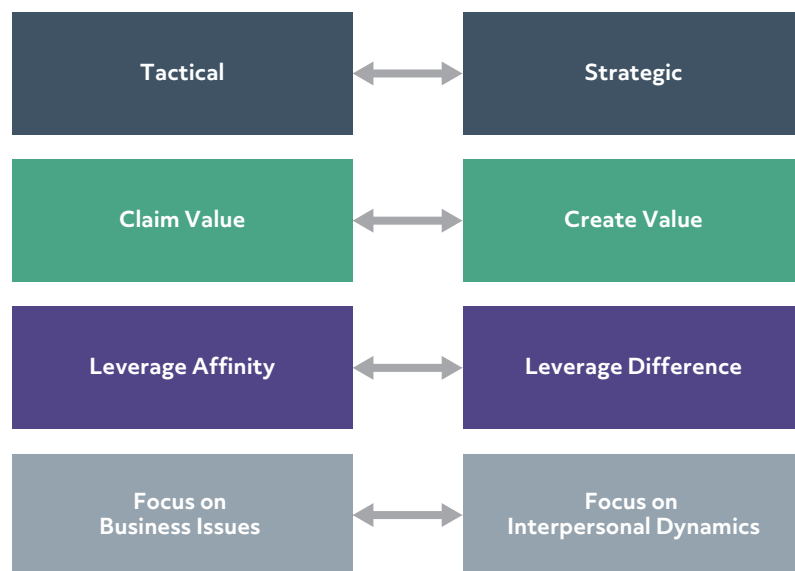 Tactical
Strategic
Claim Value
Create Value
Leverage Affinity
Leverage Difference
Focus on
Business Issues
Focus on
Interpersonal Dynamics